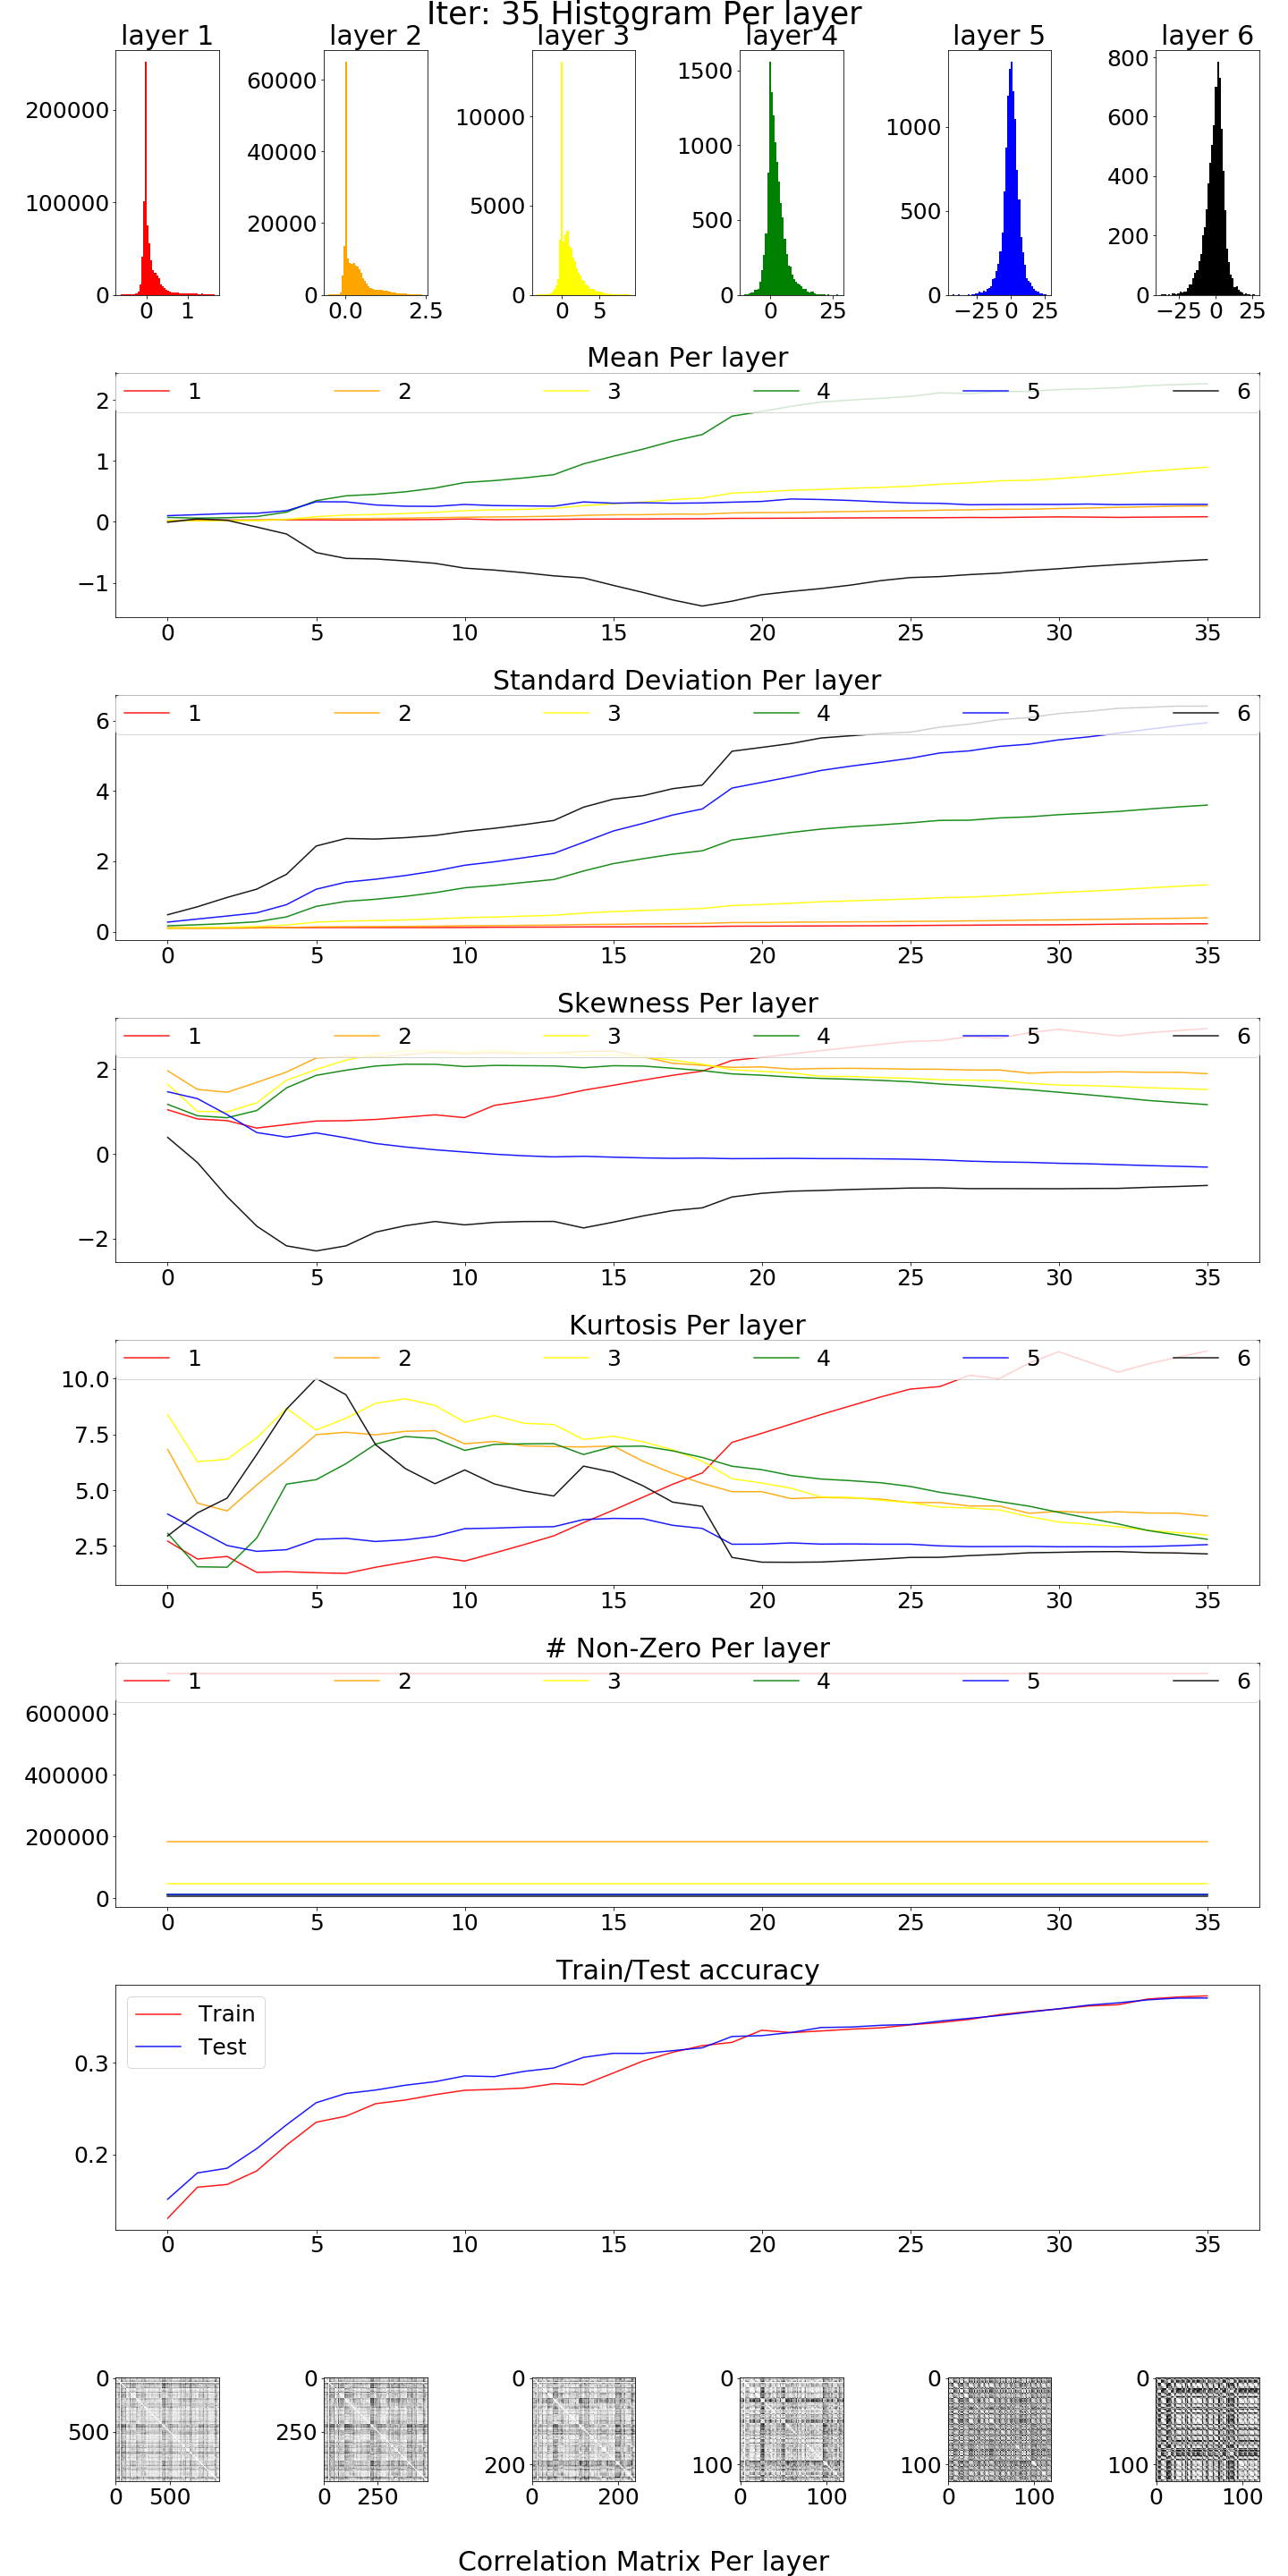 Iter: 35 Histogram Per layer
layer 1 layer 2 layer 3 layer 4 layer 5 layer 6
200000 100000 0 0 1
60000 40000 20000 0 0.0 2.5
10000 5000 0 0 5
1500 1000 500 0 0 25
1000 500 0 −25 0 25
800 600 400 200 0 −25 0 25
Mean Per layer
1 2 3 4 5 6
2
1
0
−1
0 5 10 15 20 25 30 35
Standard Deviation Per layer
1 2 3 4 5 6
6
4
2
0
0 5 10 15 20 25 30 35
Skewness Per layer
1 2 3 4 5 6
2
0
−2
0 5 10 15 20 25 30 35
Kurtosis Per layer
1 2 3 4 5 6
10.0
7.5
5.0
2.5
0 5 10 15 20 25 30 35
# Non-Zero Per layer
1 2 3 4 5 6
600000
400000
200000
0
0 5 10 15 20 25 30 35
Train/Test accuracy
Train
Test
0.3
0.2
0 5 10 15 20 25 30 35
0 500 0 500
0 250 0 250
0 200 0 200
0 100 0 100
0 100 0 100
0 100 0 100
Correlation Matrix Per layer